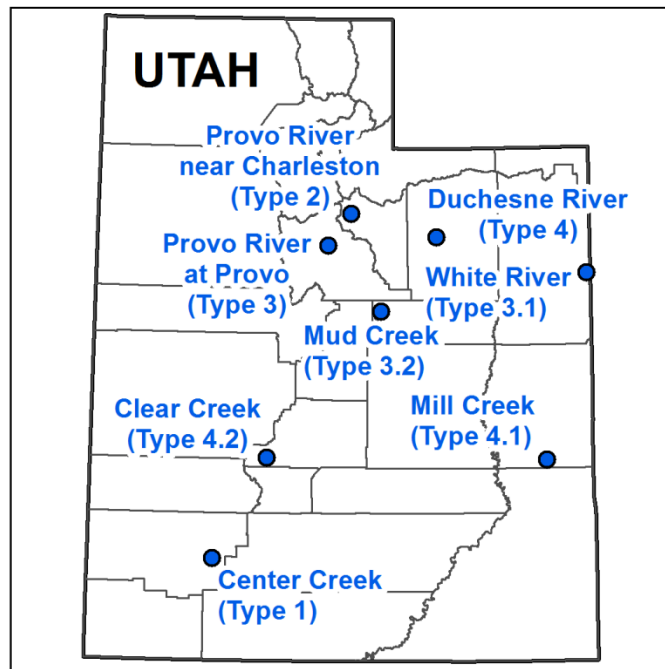 UTAH
Provo River
near Charleston
(Type 2)
Duchesne River
(Type 4)
Provo River
at Provo
(Type 3)
White River
(Type 3.1)
Mud Creek
(Type 3.2)
Clear Creek
(Type 4.2)
Mill Creek
(Type 4.1)
Center Creek
(Type 1)